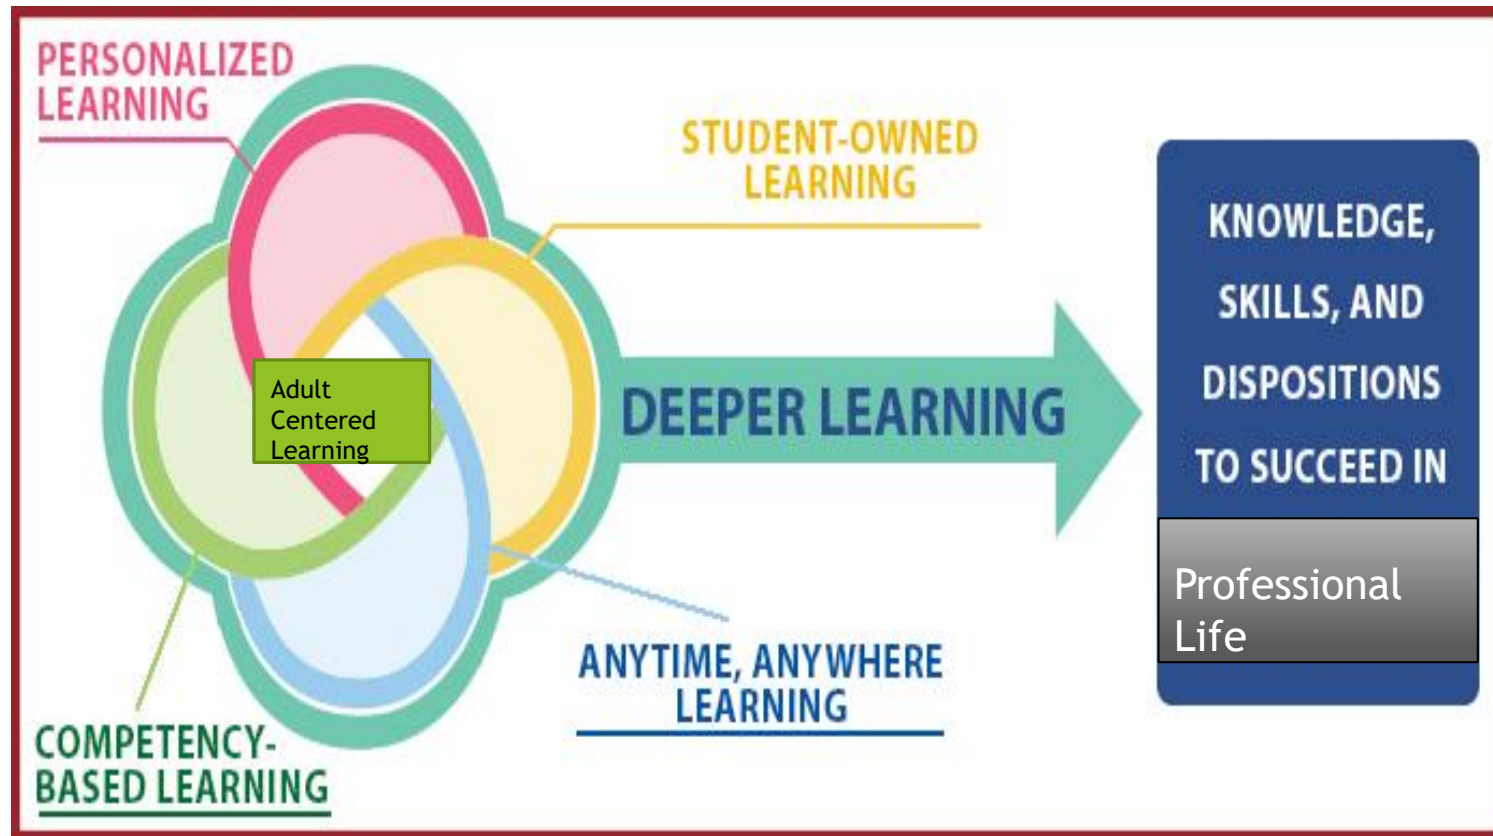 PERSONALIZED
LEARNING
STUDENT-OWNED
LEARNING
Adult
Centered
Learning
DEEPER LEARNING
KNOWLEDGE,
SKILLS, AND
DISPOSITIONS
TO SUCCEED IN
Professional
Life
ANYTIME, ANYWHERE
LEARNING
COMPETENCY-
BASED LEARNING